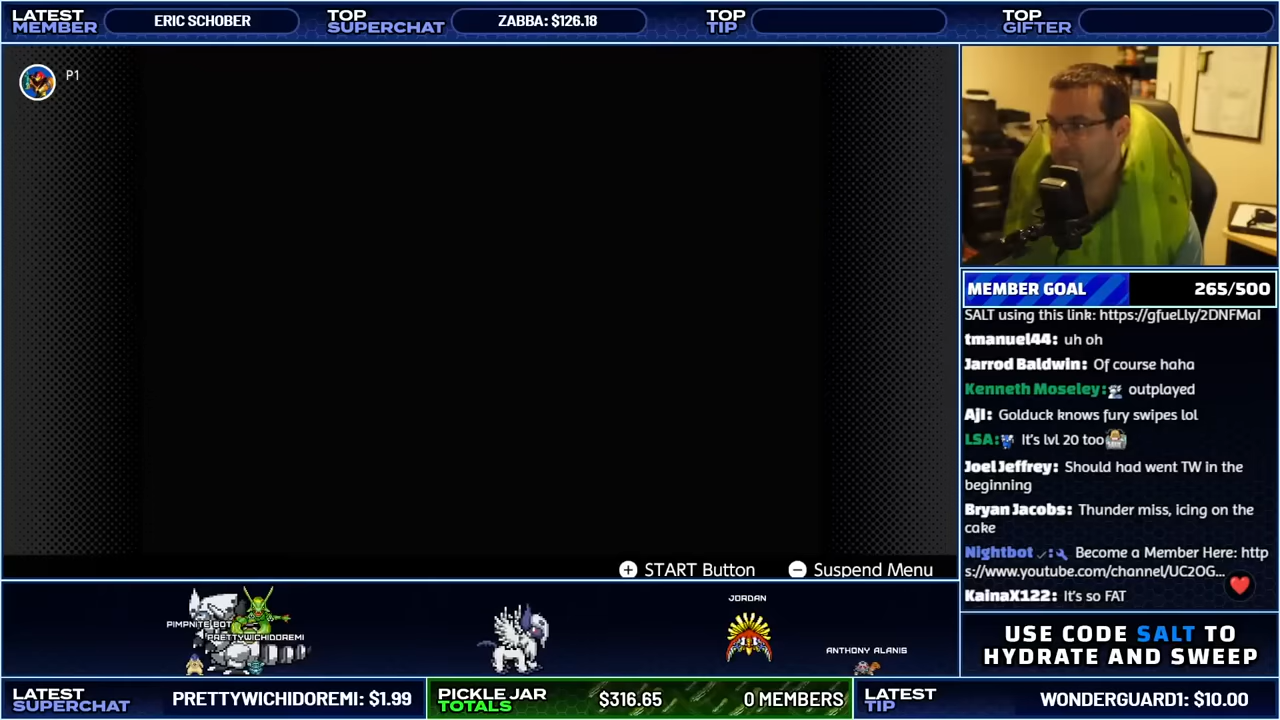 LATEST MEMBER
ERIC SCHOBER
TOP SUPERCHAT
ZABBA: $126.18
TOP TIP
TOP GIFTER
P1
START Button
Suspend Menu
MEMBER GOAL
265/500
SALT using this link: https://gfuel.ly/2DNFMaI
tmanuel44: uh oh
Jarrod Baldwin: Of course haha
Kenneth Moseley: outplayed
AjI: Golduck knows fury swipes lol
LSA: It's lvl 20 too
Joel Jeffrey: Should had went TW in the
beginning
Bryan Jacobs: Thunder miss, icing on the
cake
Nightbot: Become a Member Here: http
s://www.youtube.com/channel/UC2OG...
KainaX122: It's so FAT
PIMPNITE BOT
PRETTYWICHIDOREMI
JORDAN
ANTHONY ALANIS
USE CODE SALT TO
HYDRATE AND SWEEP
LATEST SUPERCHAT
PRETTYWICHIDOREMI: $1.99
PICKLE JAR TOTALS
$316.65
0 MEMBERS
LATEST TIP
WONDERGUARD1: $10.00